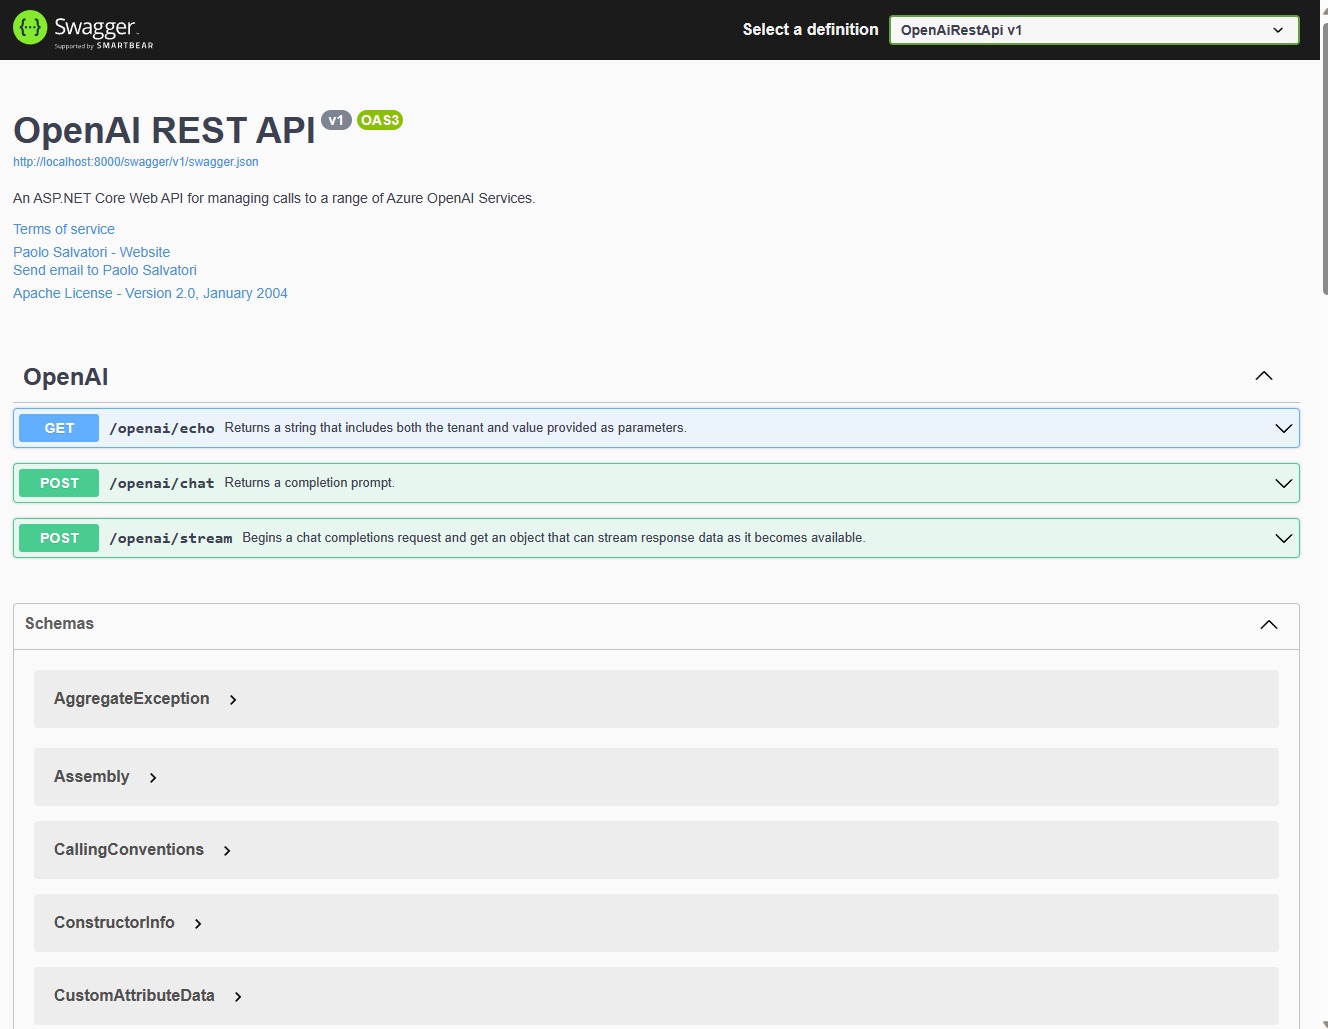 Swagger.
Supported by SMARTBEAR
Select a definition
OpenAiRestApi v1
OpenAI REST API v1 OAS3
http://localhost:8000/swagger/v1/swagger.json
An ASP.NET Core Web API for managing calls to a range of Azure OpenAI Services.
Terms of service
Paolo Salvatori - Website
Send email to Paolo Salvatori
Apache License - Version 2.0, January 2004
OpenAI
GET /openai/echo Returns a string that includes both the tenant and value provided as parameters.
POST /openai/chat Returns a completion prompt.
POST /openai/stream Begins a chat completions request and get an object that can stream response data as it becomes available.
Schemas
AggregateException
Assembly
CallingConventions
ConstructorInfo
CustomAttributeData